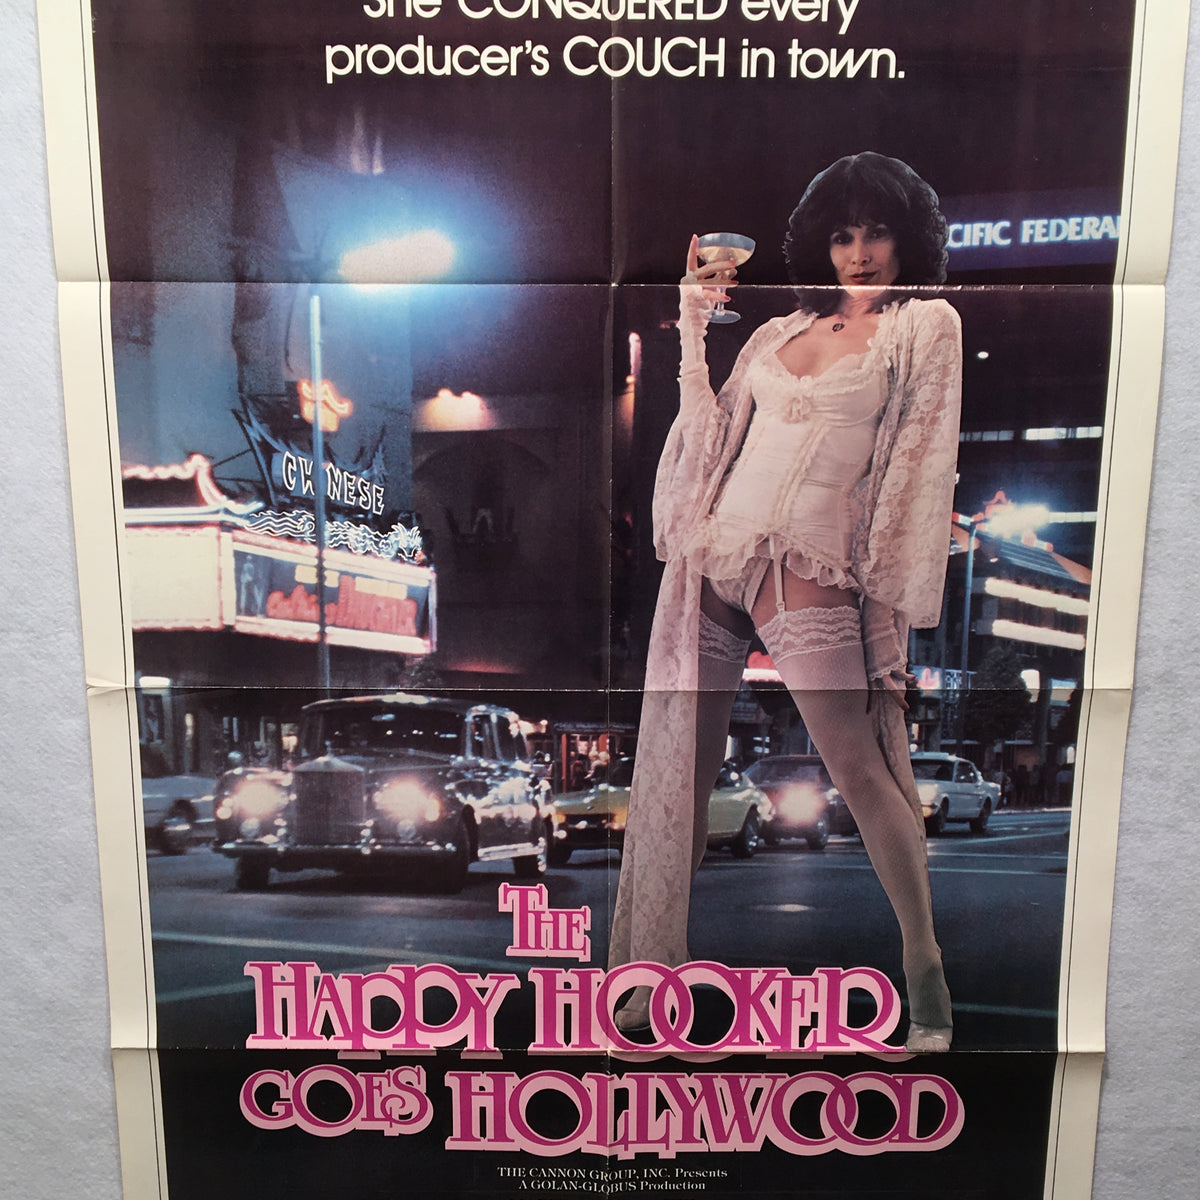 She CONQUERED every
producer's COUCH in town.
CIFIC FEDERA
CHINESE
THE
HAPPY HOOKER
GOES HOLLYWOOD
THE CANNON GROUP, INC. Presents
A GOLAN-GLOBUS Production